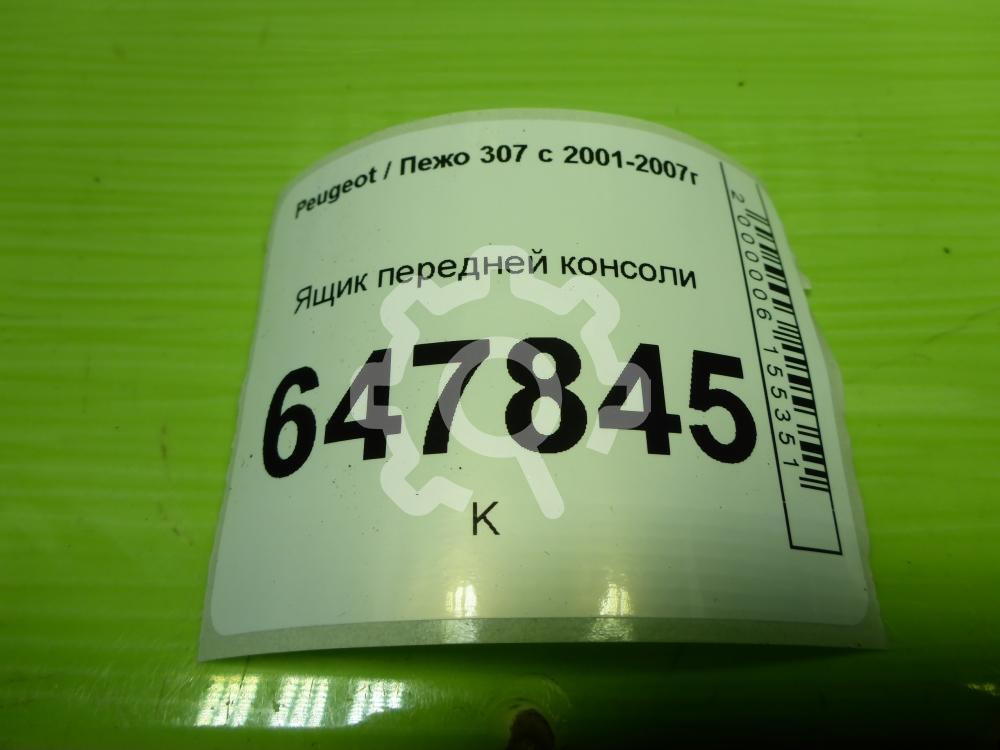 Peugeot / Пежо 307 с 2001-2007г
Ящик передней консоли
647845
К
2000006155351